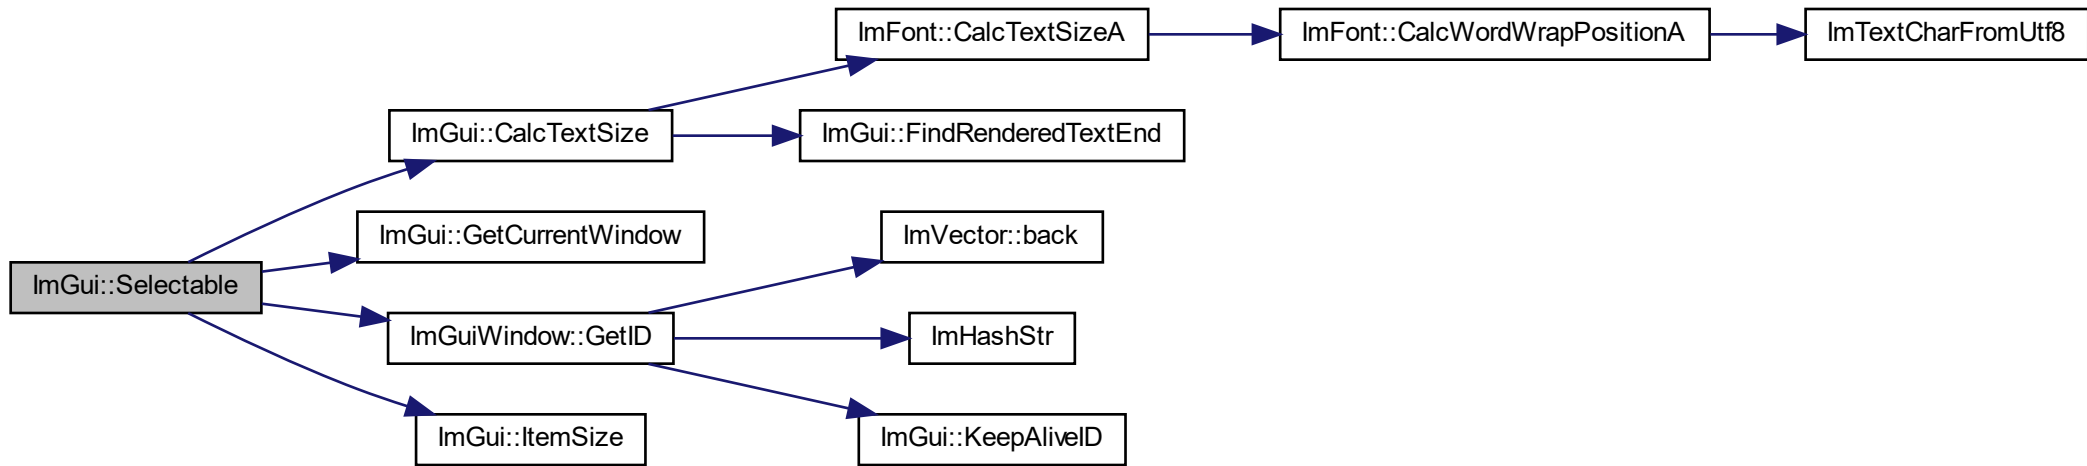 ImFont::CalcTextSizeA
ImFont::CalcWordWrapPositionA
ImTextCharFromUtf8
ImGui::CalcTextSize
ImGui::FindRenderedTextEnd
ImGui::GetCurrentWindow
ImVector::back
ImGui::Selectable
ImGuiWindow::GetID
ImHashStr
ImGui::ItemSize
ImGui::KeepAliveID